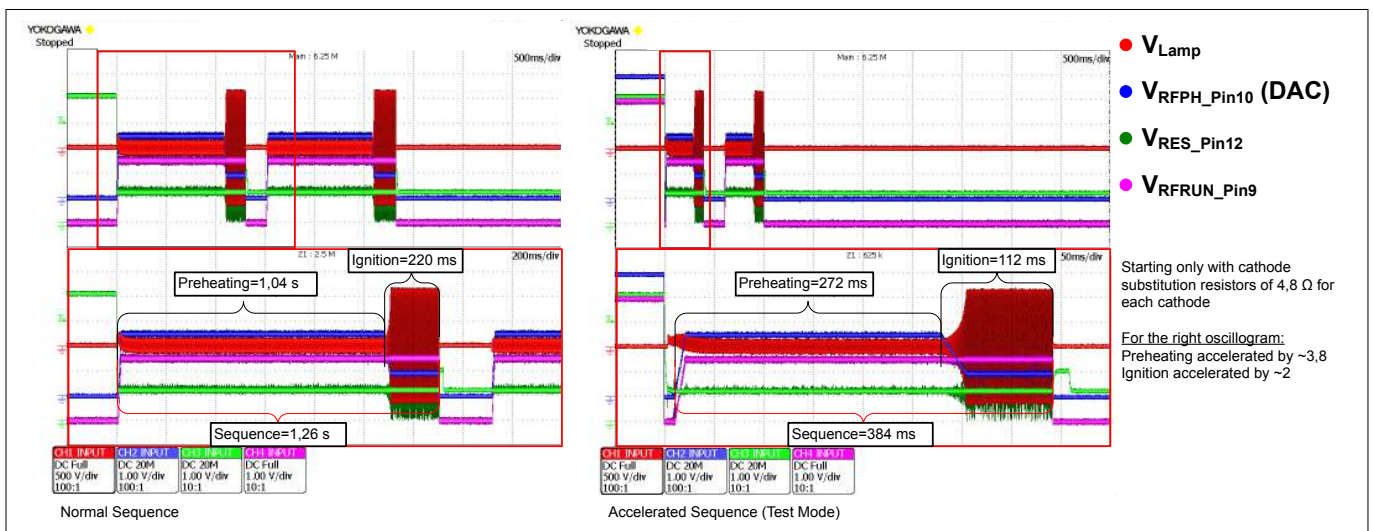 YOKOGAWA
Stopped
Main : 6.25 M
500ms/div
Z1 : 2.5 M
200ms/div
Preheating=1,04 s
Ignition=220 ms
Sequence=1,26 s
CH1 INPUT
DC Full
500 V/div
100:1
CH2 INPUT
DC 20M
1.00 V/div
100:1
CH3 INPUT
DC 20M
1.00 V/div
10:1
CH4 INPUT
DC Full
1.00 V/div
10:1
Normal Sequence
YOKOGAWA
Stopped
Main : 6.25 M
500ms/div
Z1 : 625 k
50ms/div
Preheating=272 ms
Ignition=112 ms
Sequence=384 ms
CH1 INPUT
DC Full
500 V/div
100:1
CH2 INPUT
DC 20M
1.00 V/div
100:1
CH3 INPUT
DC 20M
1.00 V/div
10:1
CH4 INPUT
DC Full
1.00 V/div
10:1
Accelerated Sequence (Test Mode)
VLamp
VRFPH_Pin10 (DAC)
VRES_Pin12
VRFRUN_Pin9
Starting only with cathode
substitution resistors of 4,8 Ω for
each cathode
For the right oscillogram:
Preheating accelerated by ~3,8
Ignition accelerated by ~2